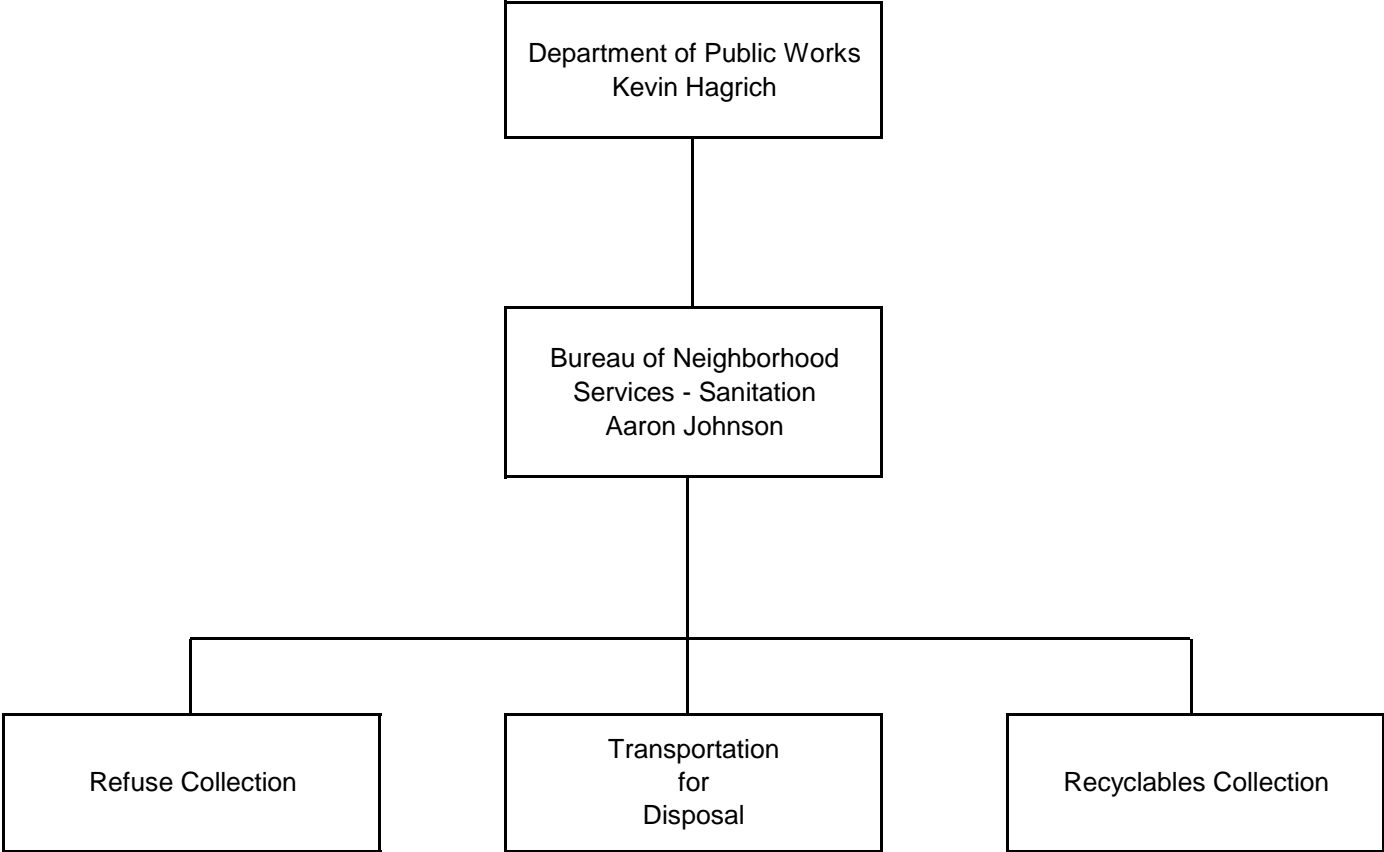 Department of Public Works
Kevin Hagrich
Bureau of Neighborhood
Services - Sanitation
Aaron Johnson
Refuse Collection
Transportation
for
Disposal
Recyclables Collection